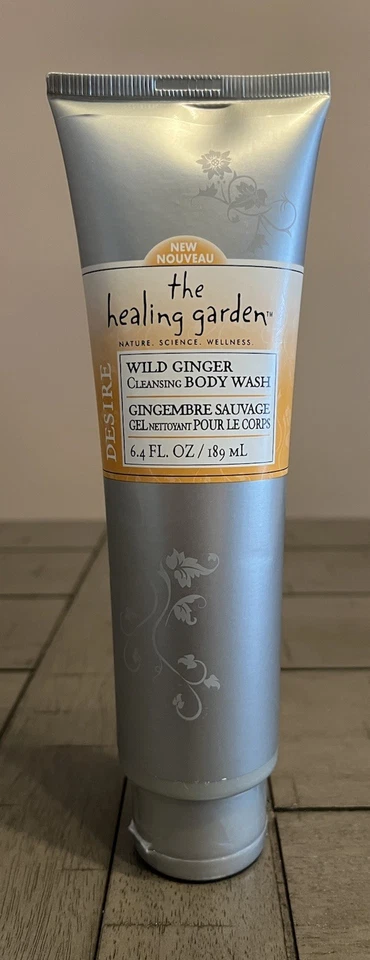 NEW
NOUVEAU
the
healing garden™
NATURE. SCIENCE. WELLNESS.
DESIRE
WILD GINGER
CLEANSING BODY WASH
GINGEMBRE SAUVAGE
GEL NETTOYANT POUR LE CORPS
6.4 FL. OZ / 189 mL